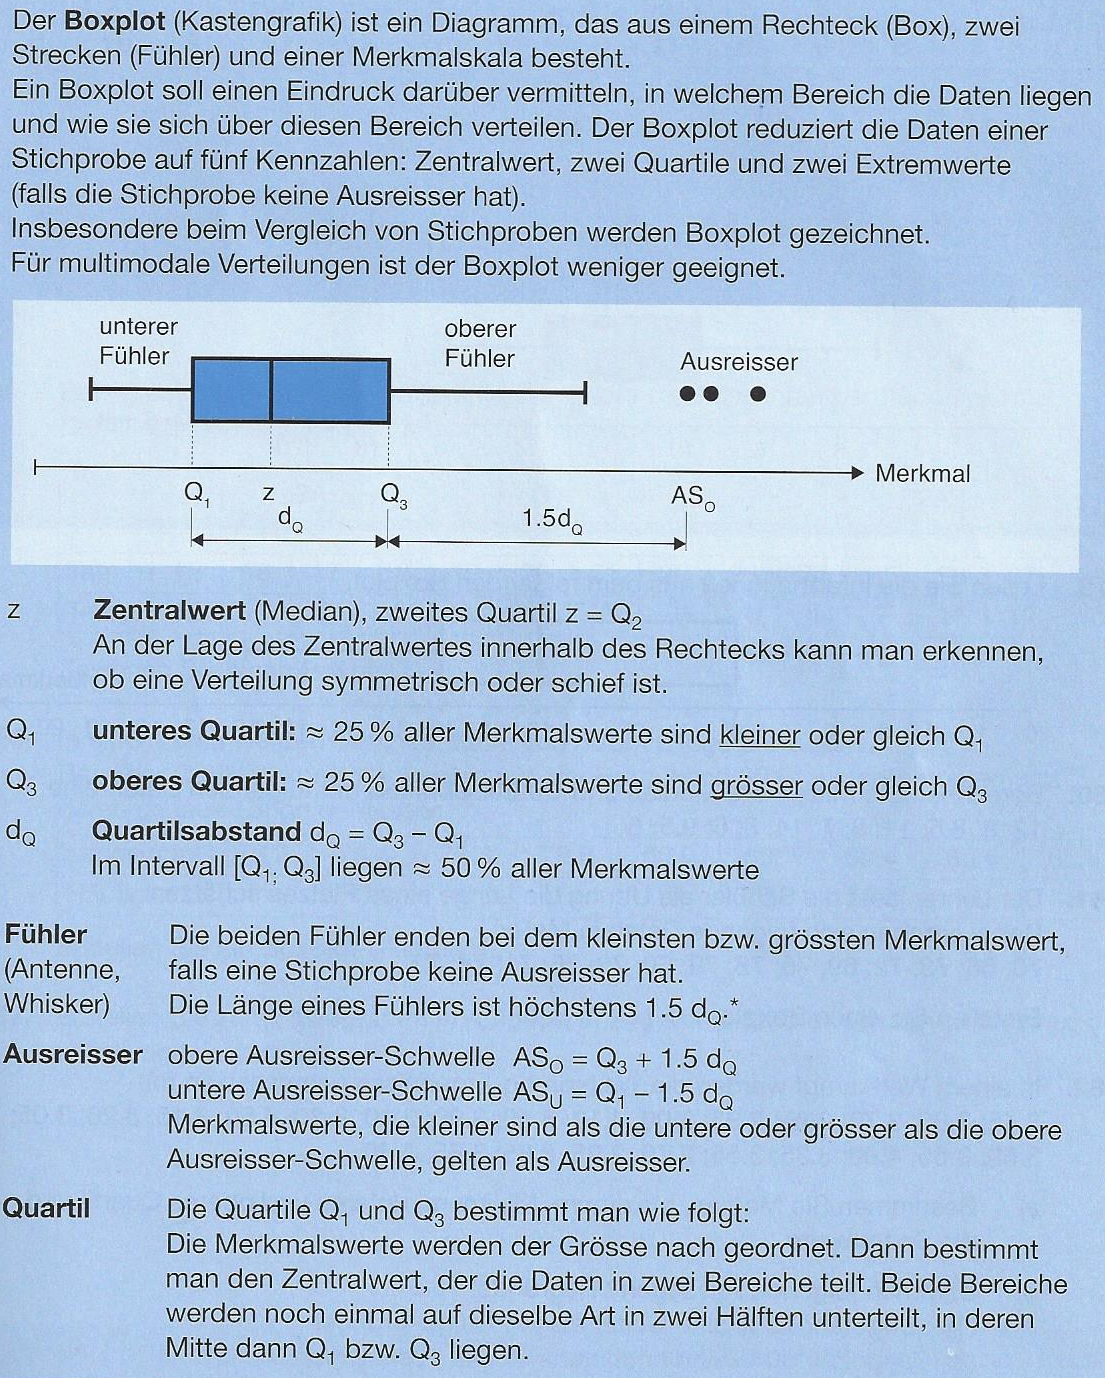 Der Boxplot (Kastengrafik) ist ein Diagramm, das aus einem Rechteck (Box), zwei
Strecken (Fühler) und einer Merkmalskala besteht.
Ein Boxplot soll einen Eindruck darüber vermitteln, in welchem Bereich die Daten liegen
und wie sie sich über diesen Bereich verteilen. Der Boxplot reduziert die Daten einer
Stichprobe auf fünf Kennzahlen: Zentralwert, zwei Quartile und zwei Extremwerte
(falls die Stichprobe keine Ausreisser hat).
Insbesondere beim Vergleich von Stichproben werden Boxplot gezeichnet.
Für multimodale Verteilungen ist der Boxplot weniger geeignet.
unterer
Fühler
oberer
Fühler
Ausreisser
Merkmal
Q₁ z Q₃ ASO
dQ 1.5dQ
z Zentralwert (Median), zweites Quartil z = Q₂
An der Lage des Zentralwertes innerhalb des Rechtecks kann man erkennen,
ob eine Verteilung symmetrisch oder schief ist.
Q₁ unteres Quartil: ≈ 25 % aller Merkmalswerte sind kleiner oder gleich Q₁
Q₃ oberes Quartil: ≈ 25 % aller Merkmalswerte sind grösser oder gleich Q₃
dQ Quartilsabstand dQ = Q₃ − Q₁
Im Intervall [Q₁; Q₃] liegen ≈ 50 % aller Merkmalswerte
Fühler Die beiden Fühler enden bei dem kleinsten bzw. grössten Merkmalswert,
(Antenne, falls eine Stichprobe keine Ausreisser hat.
Whisker) Die Länge eines Fühlers ist höchstens 1.5 dQ.*
Ausreisser obere Ausreisser-Schwelle ASO = Q₃ + 1.5 dQ
untere Ausreisser-Schwelle ASU = Q₁ − 1.5 dQ
Merkmalswerte, die kleiner sind als die untere oder grösser als die obere
Ausreisser-Schwelle, gelten als Ausreisser.
Quartil Die Quartile Q₁ und Q₃ bestimmt man wie folgt:
Die Merkmalswerte werden der Grösse nach geordnet. Dann bestimmt
man den Zentralwert, der die Daten in zwei Bereiche teilt. Beide Bereiche
werden noch einmal auf dieselbe Art in zwei Hälften unterteilt, in deren
Mitte dann Q₁ bzw. Q₃ liegen.